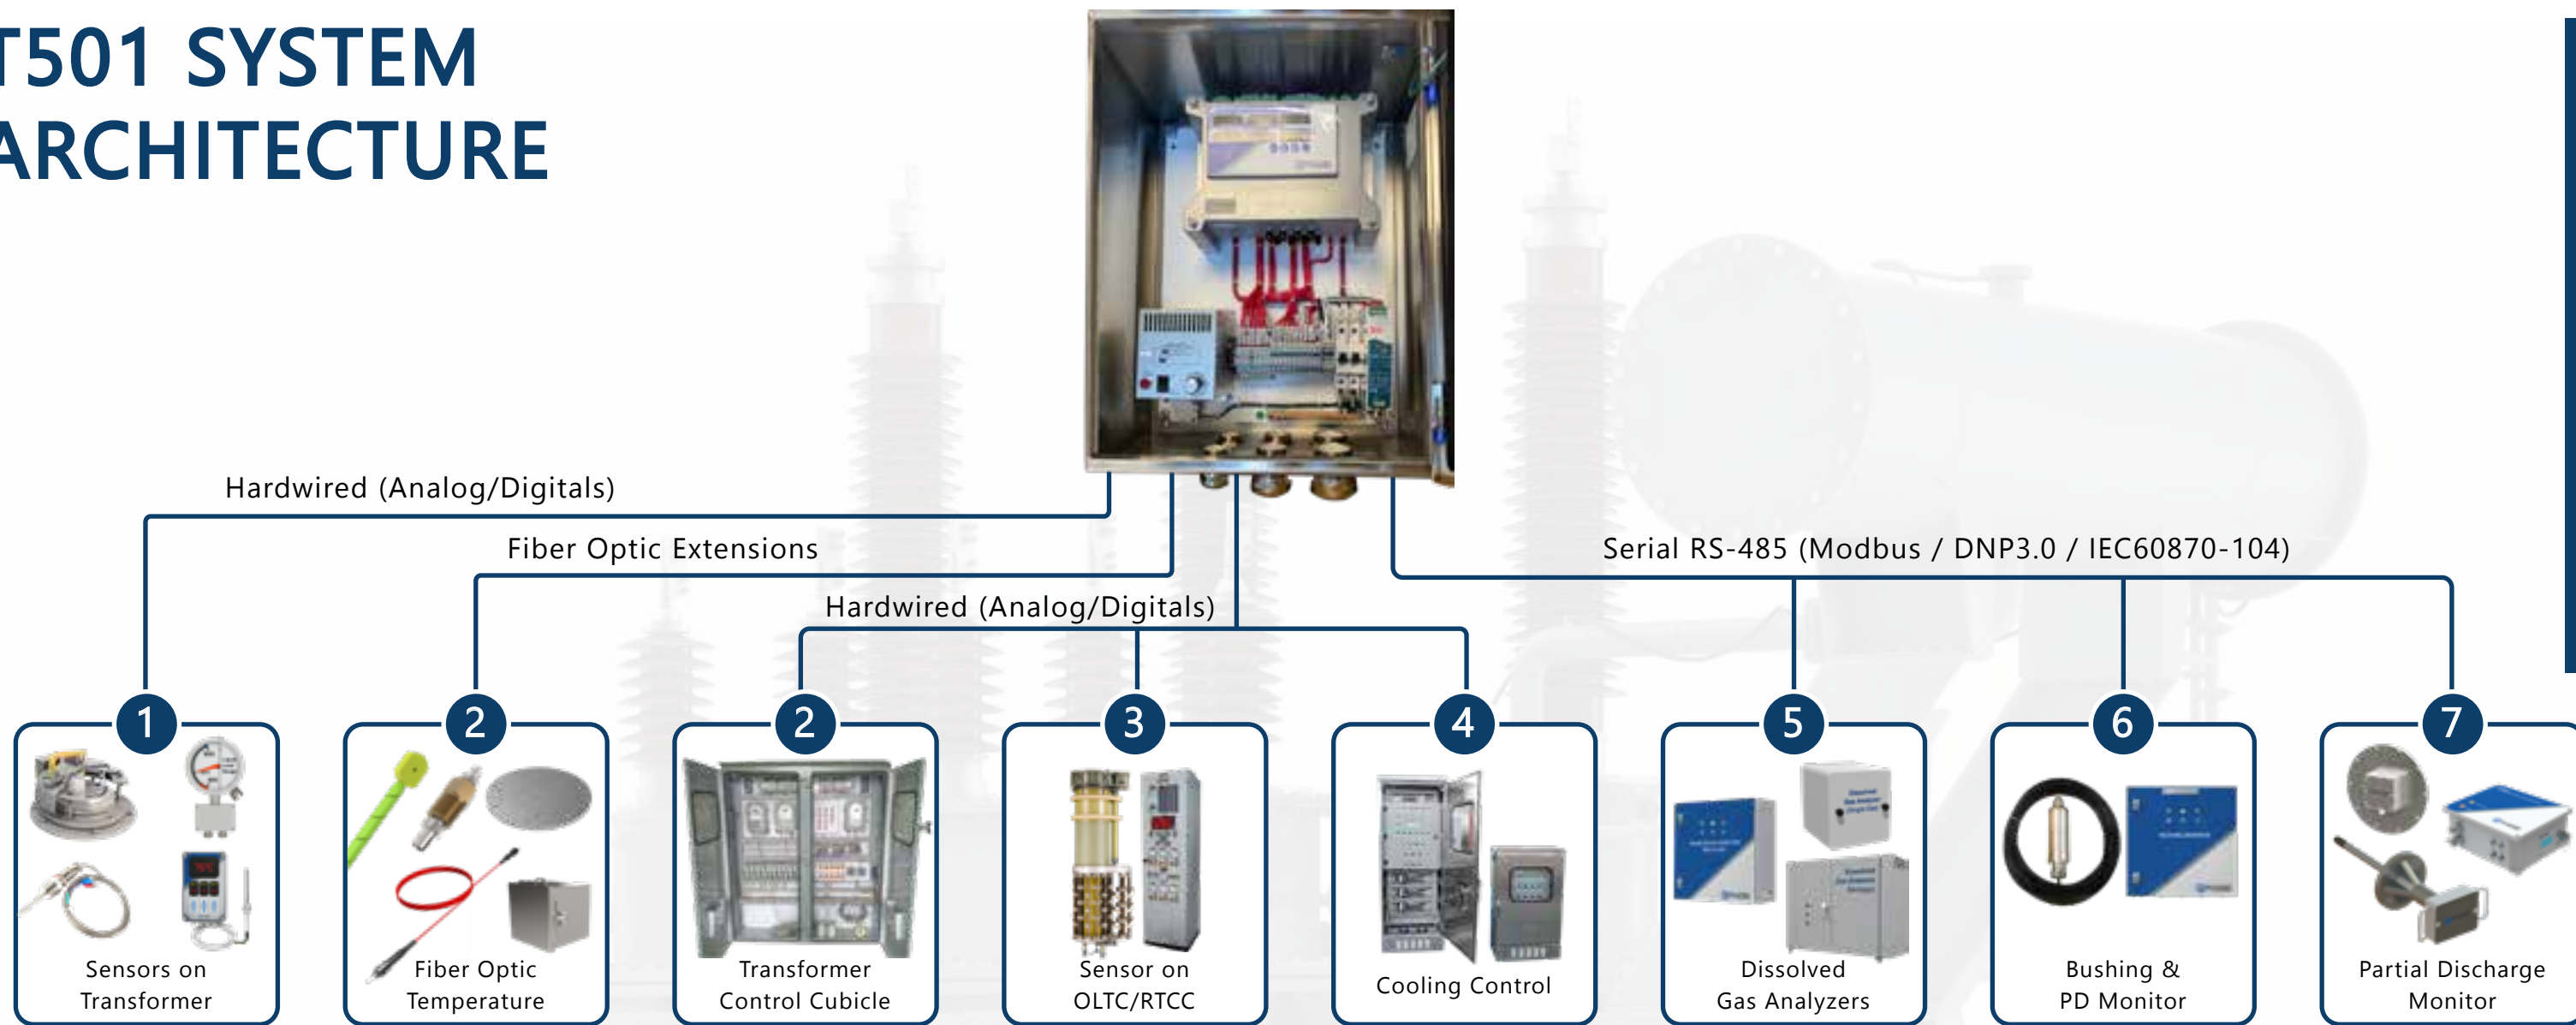 T501 SYSTEM
ARCHITECTURE
Hardwired (Analog/Digitals)
Fiber Optic Extensions
Hardwired (Analog/Digitals)
Serial RS-485 (Modbus / DNP3.0 / IEC60870-104)
1
2
2
3
4
5
6
7
Sensors on
Transformer
Fiber Optic
Temperature
Transformer
Control Cubicle
Sensor on
OLTC/RTCC
Cooling Control
Dissolved
Gas Analyzers
Bushing &
PD Monitor
Partial Discharge
Monitor